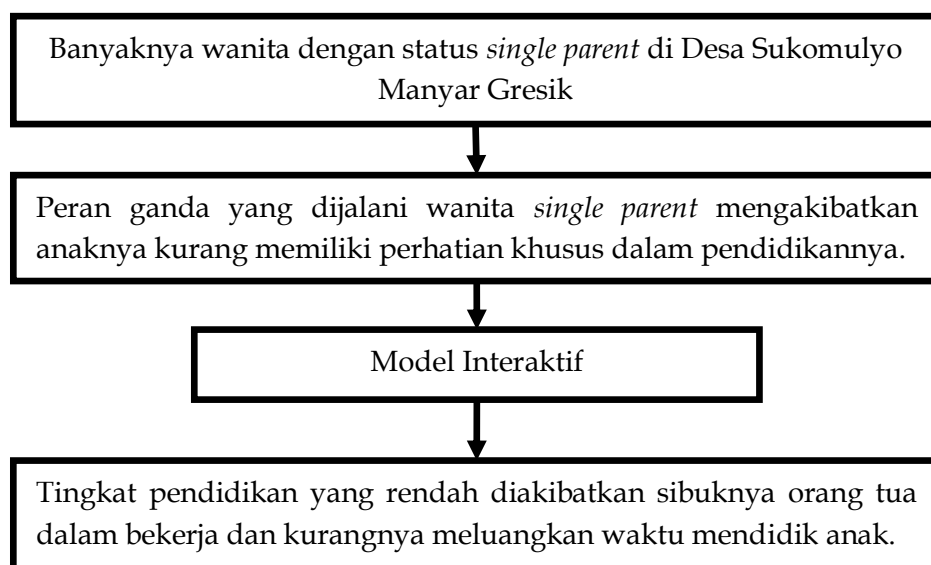 Banyaknya wanita dengan status single parent di Desa Sukomulyo
Manyar Gresik
Peran ganda yang dijalani wanita single parent mengakibatkan
anaknya kurang memiliki perhatian khusus dalam pendidikannya.
Model Interaktif
Tingkat pendidikan yang rendah diakibatkan sibuknya orang tua
dalam bekerja dan kurangnya meluangkan waktu mendidik anak.